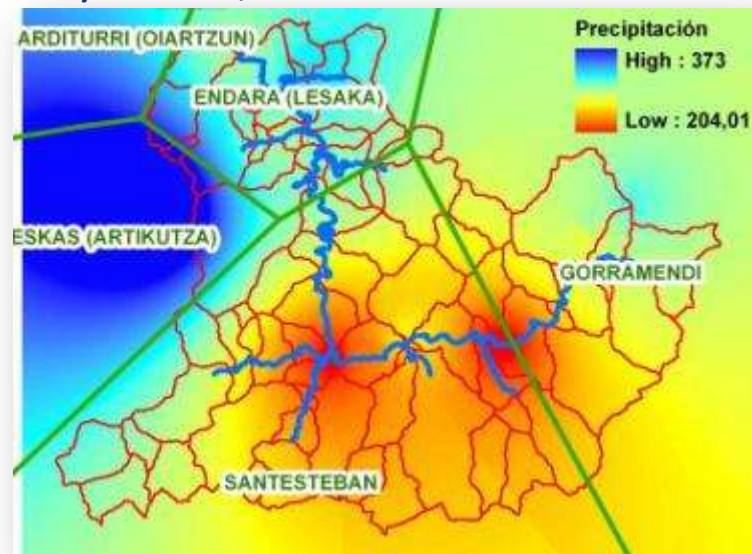 ARDITURRI (OIARTZUN)
Precipitación
High : 373
Low : 204,01
ENDARA (LESAKA)
ESKAS (ARTIKUTZA)
GORRAMENDI
SANTESTEBAN